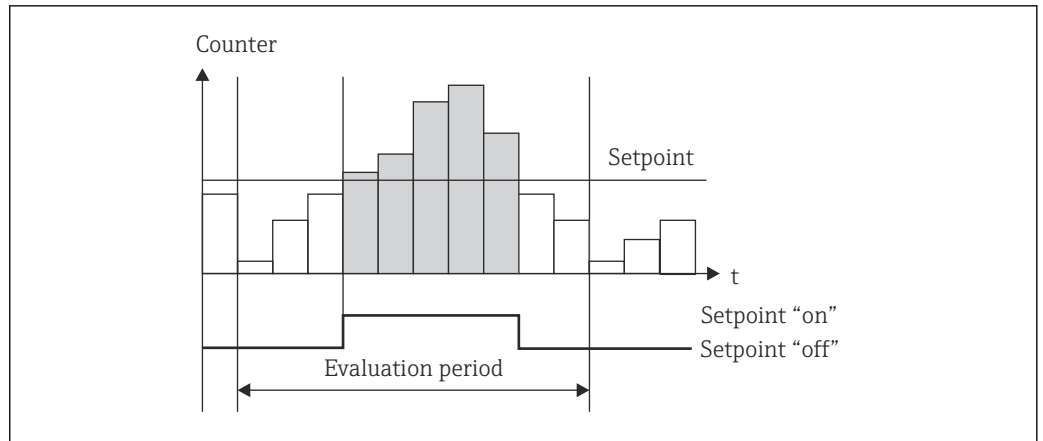 Counter
Setpoint
t
Setpoint “on”
Setpoint “off”
Evaluation period